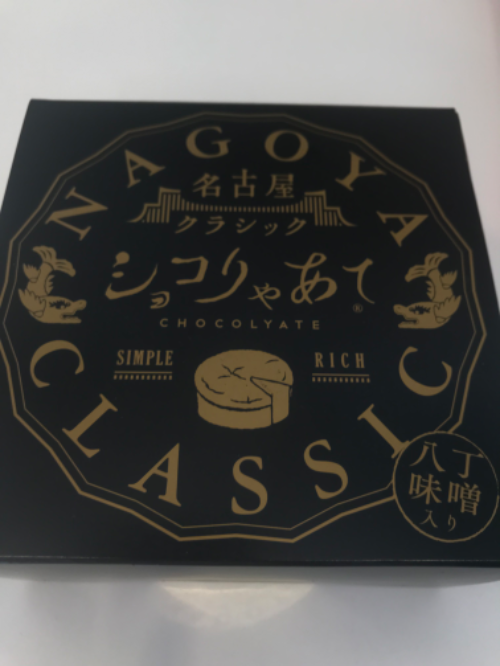 NAGOYA
名古屋
クラシック
ショコりゃあて®
CHOCOLYATE
SIMPLE
RICH
CLASSIC
八丁
味噌
入り